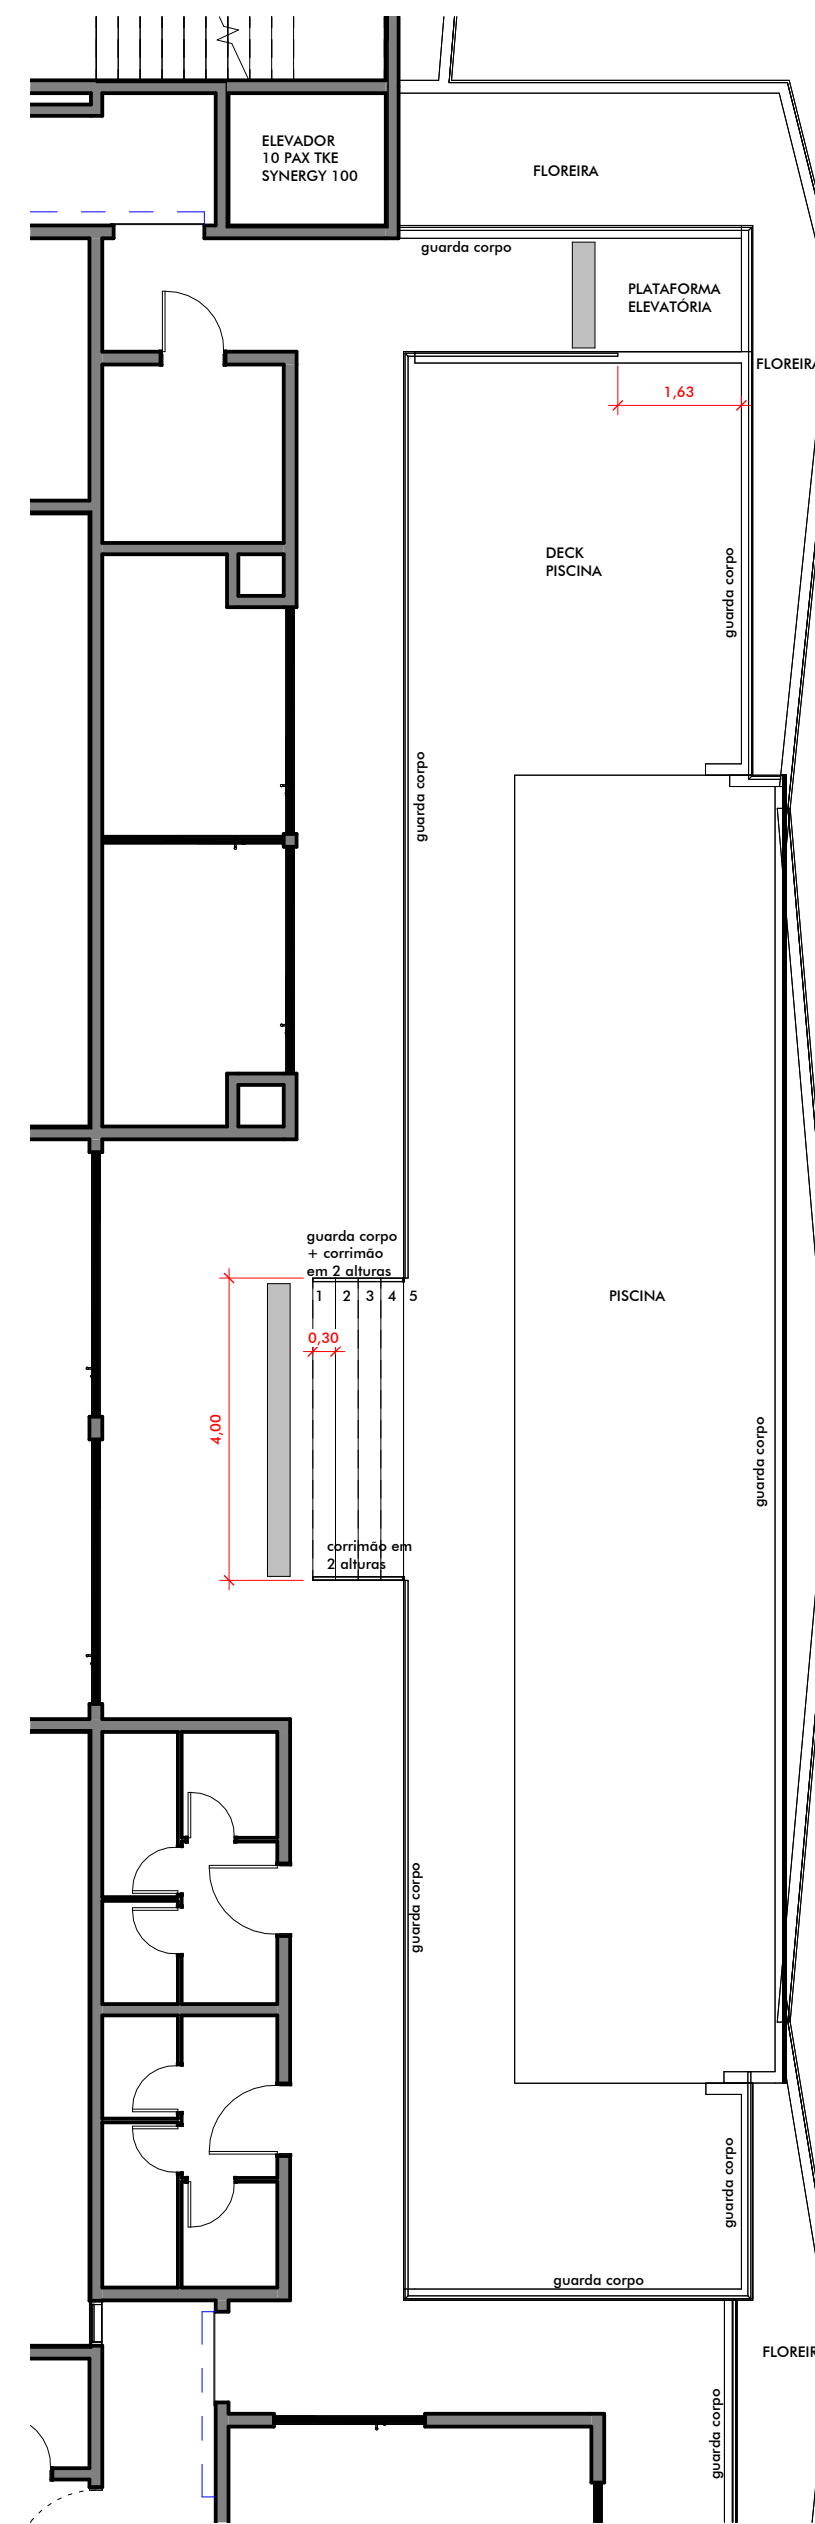 ELEVADOR
10 PAX TKE
SYNERGY 100
FLOREIRA
guarda corpo
PLATAFORMA
ELEVATÓRIA
FLOREIRA
1,63
DECK
PISCINA
guarda corpo
guarda corpo
guarda corpo
+ corrimão
em 2 alturas
1 2 3 4 5
PISCINA
0,30
4,00
guarda corpo
corrimão em
2 alturas
guarda corpo
guarda corpo
guarda corpo
FLOREIR
guarda corpo